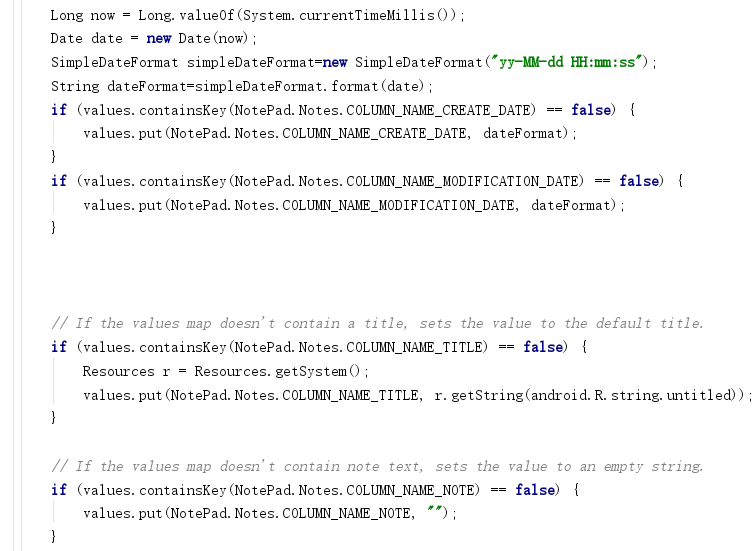 Long now = Long.valueOf(System.currentTimeMillis());
Date date = new Date(now);
SimpleDateFormat simpleDateFormat=new SimpleDateFormat("yy-MM-dd HH:mm:ss");
String dateFormat=simpleDateFormat.format(date);
if (values.containsKey(NotePad.Notes.COLUMN_NAME_CREATE_DATE) == false) {
    values.put(NotePad.Notes.COLUMN_NAME_CREATE_DATE, dateFormat);
}
if (values.containsKey(NotePad.Notes.COLUMN_NAME_MODIFICATION_DATE) == false) {
    values.put(NotePad.Notes.COLUMN_NAME_MODIFICATION_DATE, dateFormat);
}
// If the values map doesn't contain a title, sets the value to the default title.
if (values.containsKey(NotePad.Notes.COLUMN_NAME_TITLE) == false) {
    Resources r = Resources.getSystem();
    values.put(NotePad.Notes.COLUMN_NAME_TITLE, r.getString(android.R.string.untitled));
}
// If the values map doesn't contain note text, sets the value to an empty string.
if (values.containsKey(NotePad.Notes.COLUMN_NAME_NOTE) == false) {
    values.put(NotePad.Notes.COLUMN_NAME_NOTE, "");
}